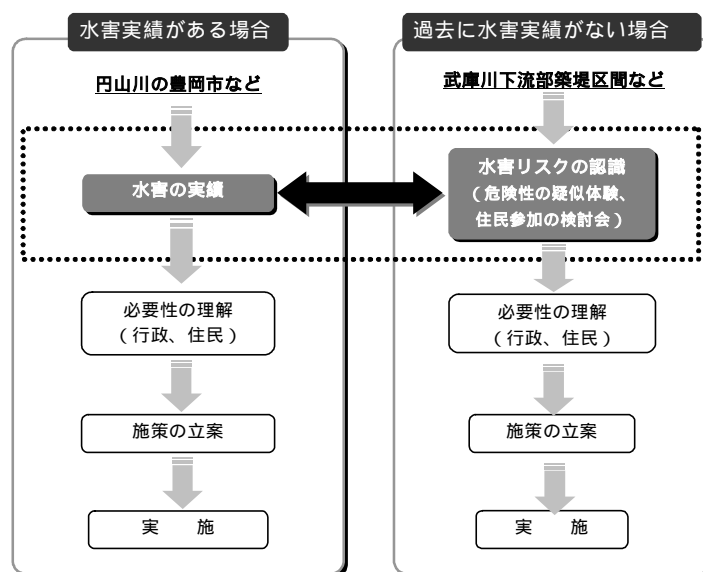 水害実績がある場合
円山川の豊岡市など
水害の実績
必要性の理解
(行政、住民)
施策の立案
実　施
過去に水害実績がない場合
武庫川下流部築堤区間など
水害リスクの認識
(危険性の疑似体験、
住民参加の検討会)
必要性の理解
(行政、住民)
施策の立案
実　施